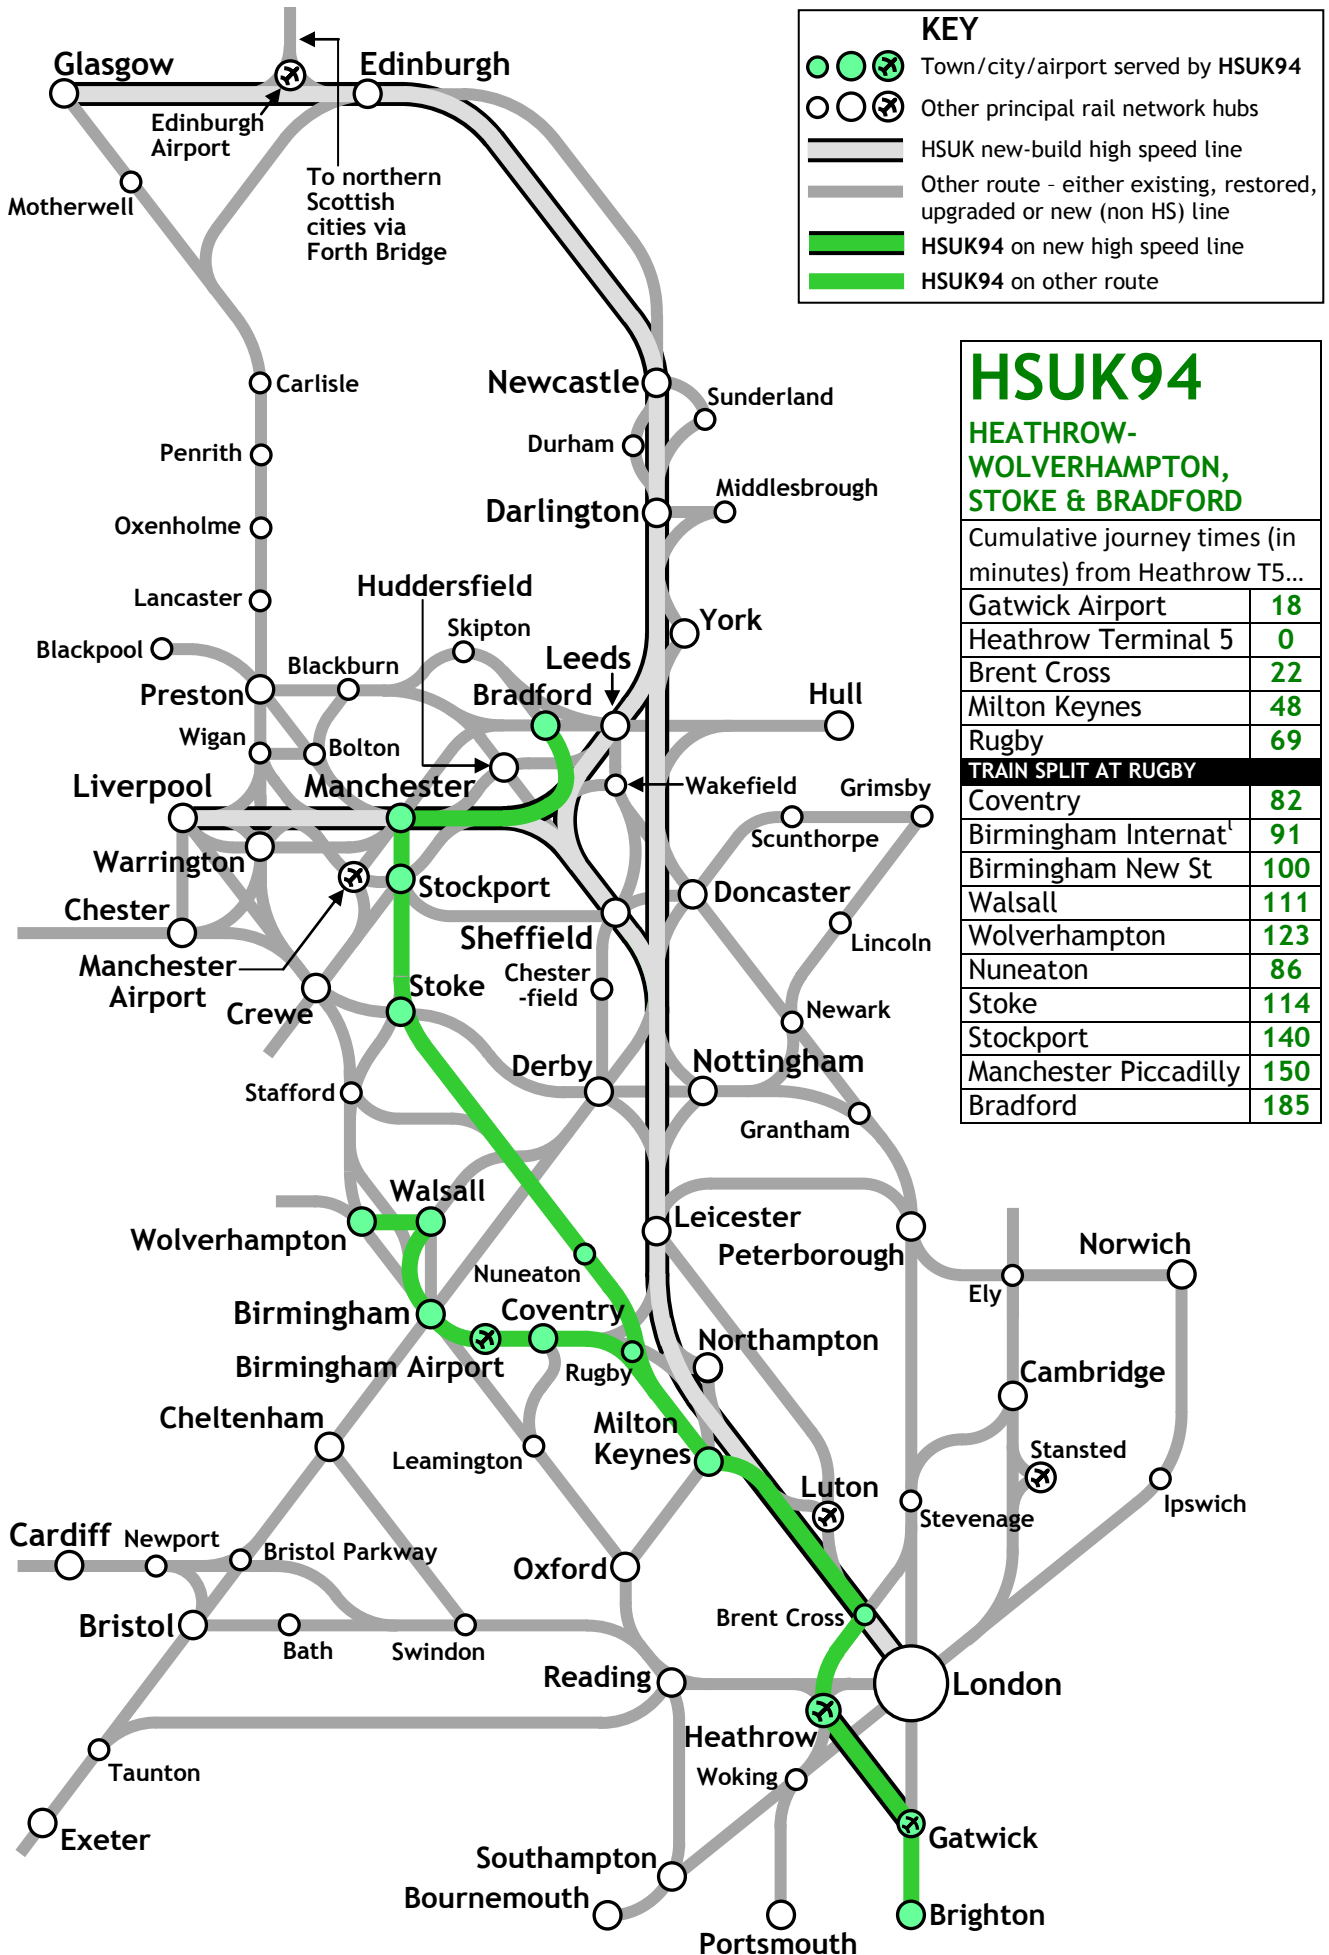 KEY
Town/city/airport served by HSUK94
Other principal rail network hubs
HSUK new-build high speed line
Other route - either existing, restored,
upgraded or new (non HS) line
HSUK94 on new high speed line
HSUK94 on other route
HSUK94
HEATHROW-
WOLVERHAMPTON,
STOKE & BRADFORD
Cumulative journey times (in
minutes) from Heathrow T5...
Gatwick Airport 18
Heathrow Terminal 5 0
Brent Cross 22
Milton Keynes 48
Rugby 69
TRAIN SPLIT AT RUGBY
Coventry 82
Birmingham Internatl 91
Birmingham New St 100
Walsall 111
Wolverhampton 123
Nuneaton 86
Stoke 114
Stockport 140
Manchester Piccadilly 150
Bradford 185
Glasgow
Edinburgh
Edinburgh
Airport
To northern
Scottish
cities via
Forth Bridge
Motherwell
Carlisle
Newcastle
Sunderland
Durham
Penrith
Middlesbrough
Darlington
Oxenholme
Huddersfield
Lancaster
York
Skipton
Blackpool
Leeds
Blackburn
Preston
Bradford
Hull
Wigan
Bolton
Liverpool
Manchester
Wakefield
Grimsby
Scunthorpe
Warrington
Stockport
Doncaster
Chester
Sheffield
Lincoln
Manchester
Airport
Chester
-field
Stoke
Crewe
Newark
Derby
Nottingham
Stafford
Grantham
Walsall
Leicester
Wolverhampton
Peterborough
Norwich
Nuneaton
Ely
Birmingham
Coventry
Northampton
Birmingham Airport
Rugby
Cambridge
Cheltenham
Milton
Keynes
Leamington
Stansted
Luton
Ipswich
Stevenage
Cardiff
Newport
Bristol Parkway
Oxford
Brent Cross
Bristol
Bath
Swindon
Reading
London
Heathrow
Woking
Taunton
Exeter
Gatwick
Southampton
Bournemouth
Brighton
Portsmouth